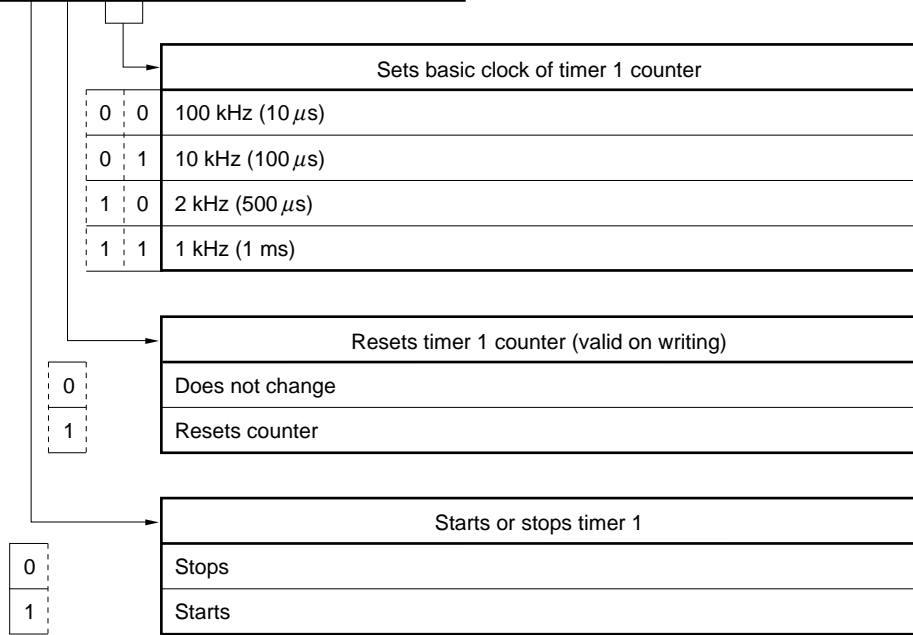 Sets basic clock of timer 1 counter
0 0 100 kHz (10 μs)
0 1 10 kHz (100 μs)
1 0 2 kHz (500 μs)
1 1 1 kHz (1 ms)
Resets timer 1 counter (valid on writing)
0 Does not change
1 Resets counter
Starts or stops timer 1
0 Stops
1 Starts